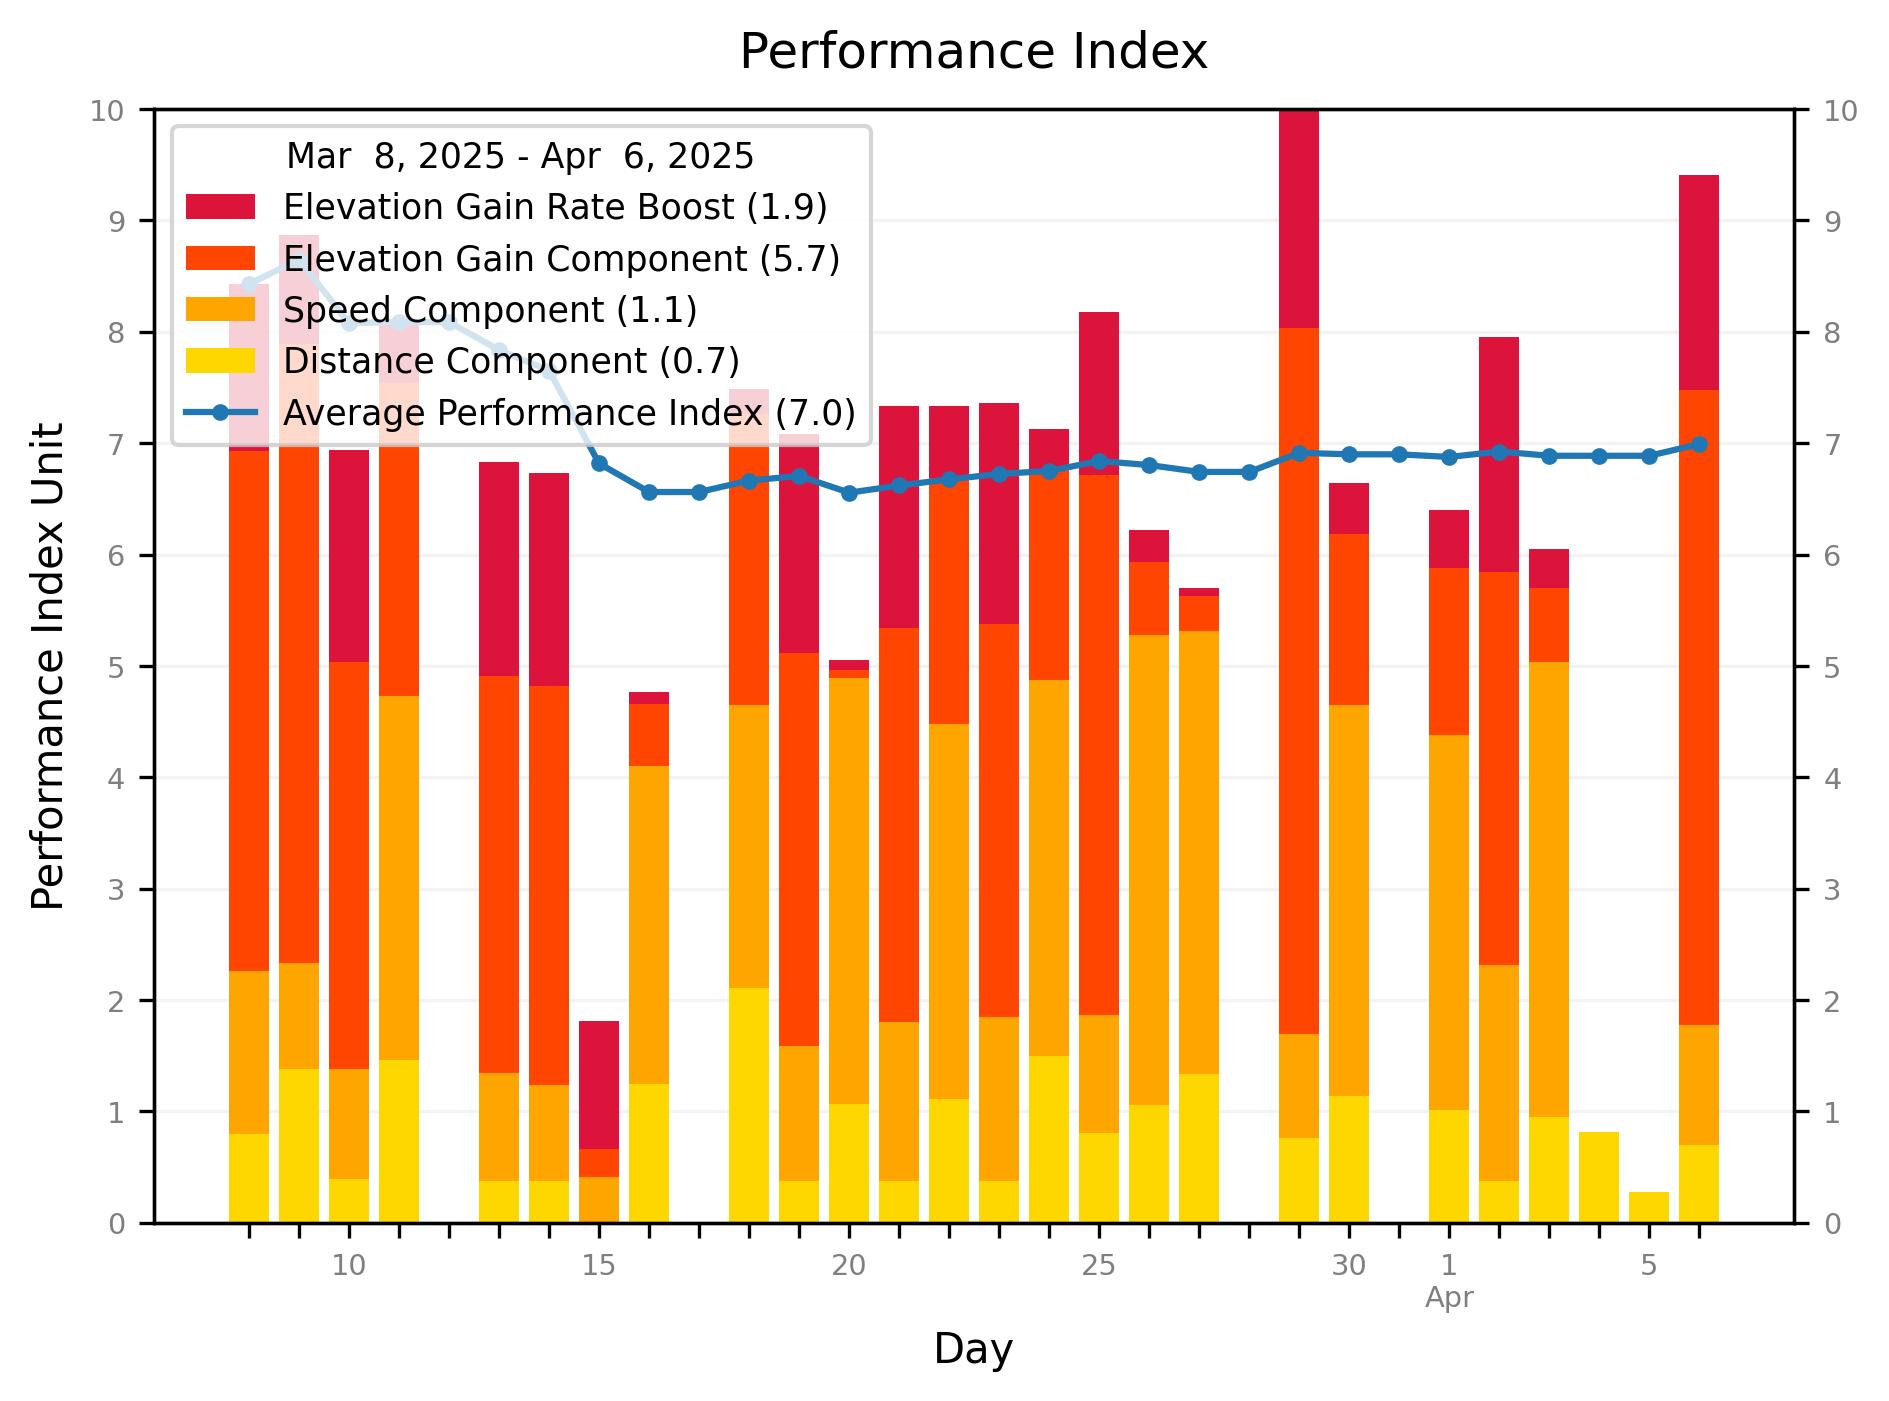 Performance Index
Mar  8, 2025 - Apr  6, 2025
Elevation Gain Rate Boost (1.9)
Elevation Gain Component (5.7)
Speed Component (1.1)
Distance Component (0.7)
Average Performance Index (7.0)
Performance Index Unit
10
9
8
7
6
5
4
3
2
1
0
10
9
8
7
6
5
4
3
2
1
0
10 15 20 25 30 1 5
Apr
Day